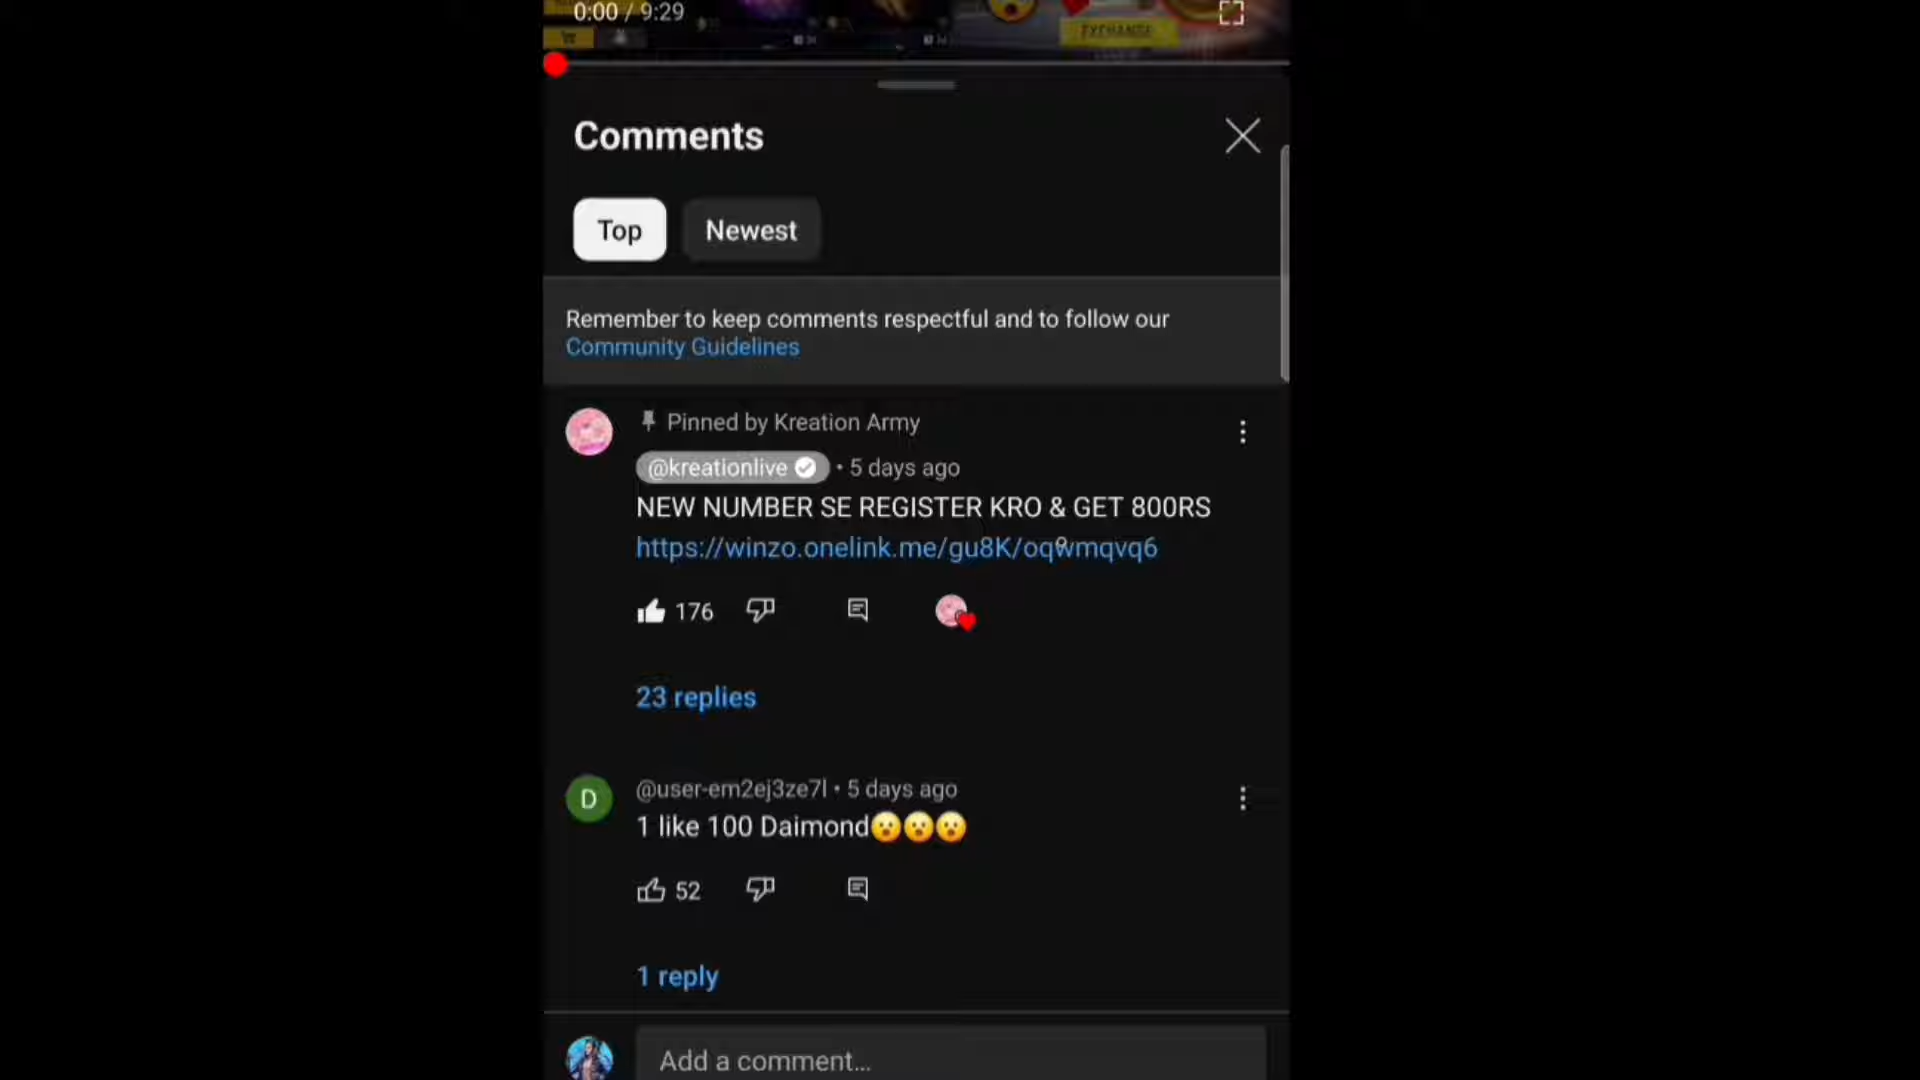 0:00 / 9:29
EXCHANGE
Comments
Top
Newest
Remember to keep comments respectful and to follow our
Community Guidelines
Pinned by Kreation Army
@kreationlive • 5 days ago
NEW NUMBER SE REGISTER KRO & GET 800RS
https://winzo.onelink.me/gu8K/oqwmqvq6
176
23 replies
D
@user-em2ej3ze7l • 5 days ago
1 like 100 Daimond😮😮😮
52
1 reply
Add a comment...